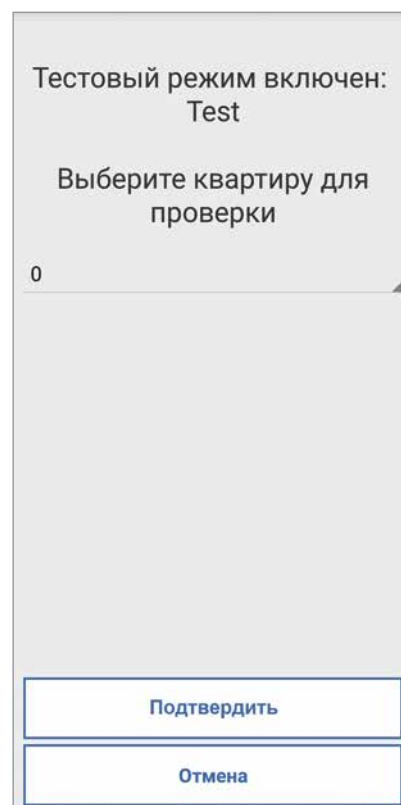 Тестовый режим включен:
Test
Выберите квартиру для
проверки
0
Подтвердить
Отмена